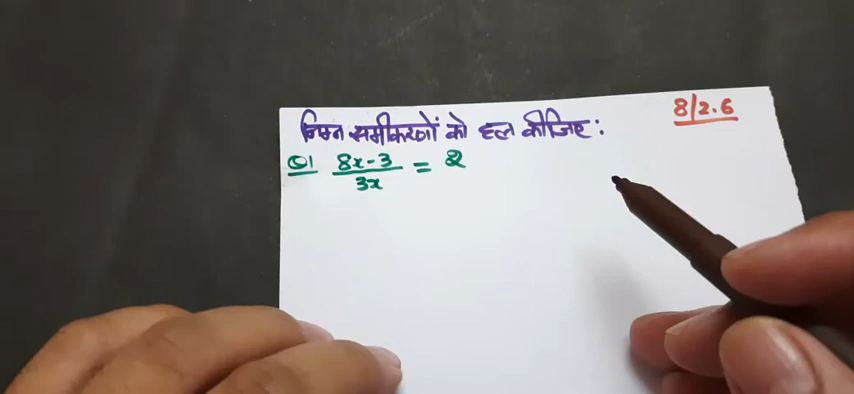 8/2.6
निम्न समीकरणों को हल कीजिए:
Q1 8x-3 = 2
3x